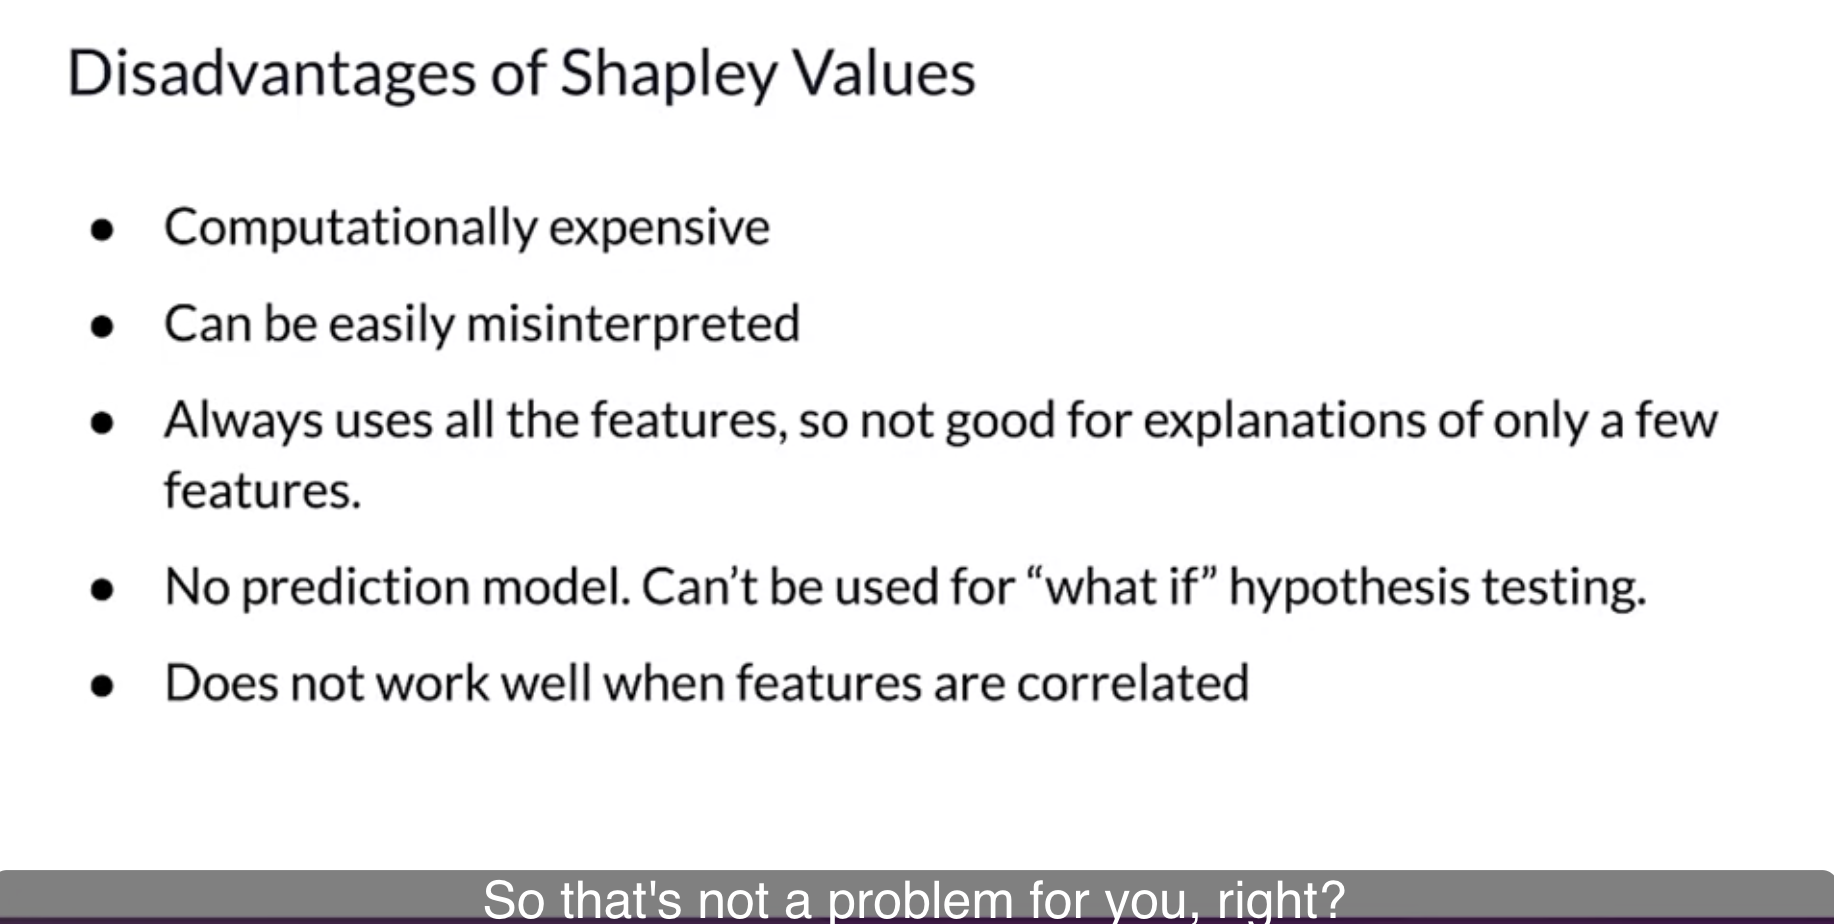 Disadvantages of Shapley Values
● Computationally expensive
● Can be easily misinterpreted
● Always uses all the features, so not good for explanations of only a few
features.
● No prediction model. Can’t be used for “what if” hypothesis testing.
● Does not work well when features are correlated
So that's not a problem for you, right?